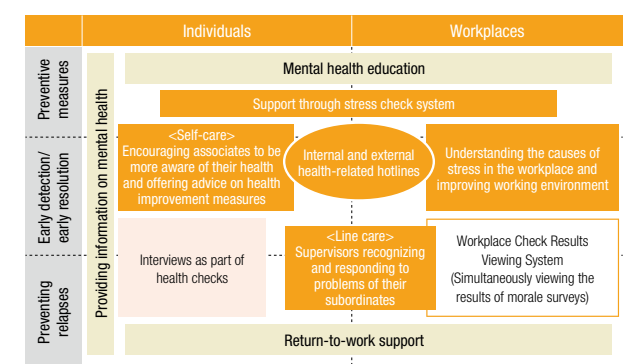 Individuals
Workplaces
Preventive
measures
Early detection/
early resolution
Preventing
relapses
Providing information on mental health
Mental health education
Support through stress check system
<Self-care>
Encouraging associates to be
more aware of their health
and offering advice on health
improvement measures
Internal and external
health-related hotlines
Understanding the causes of
stress in the workplace and
improving working environment
Interviews as part of
health checks
<Line care>
Supervisors recognizing
and responding to
problems of their
subordinates
Workplace Check Results
Viewing System
(Simultaneously viewing the
results of morale surveys)
Return-to-work support